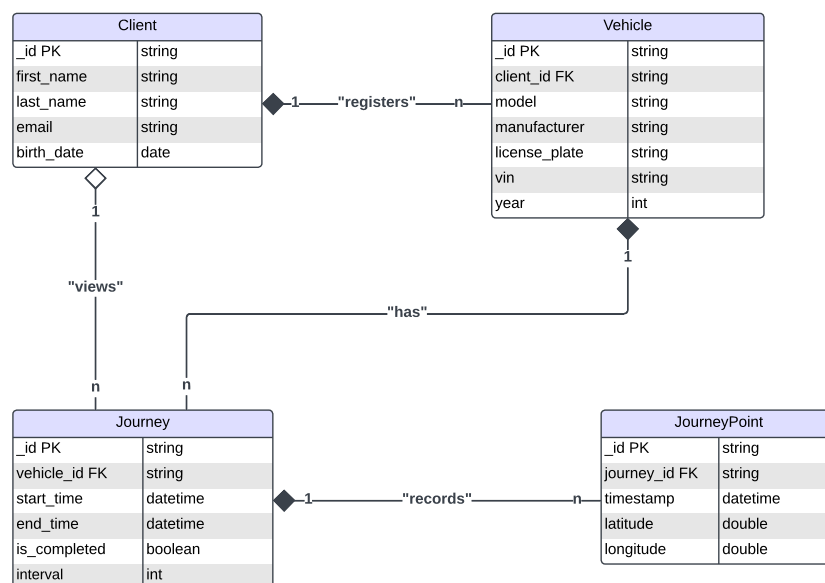 Client
_id PK string
first_name string
last_name string
email string
birth_date date
Vehicle
_id PK string
client_id FK string
model string
manufacturer string
license_plate string
vin string
year int
1 "registers" n
1
"views"
n
1
"has"
n
Journey
_id PK string
vehicle_id FK string
start_time datetime
end_time datetime
is_completed boolean
interval int
1 "records" n
JourneyPoint
_id PK string
journey_id FK string
timestamp datetime
latitude double
longitude double